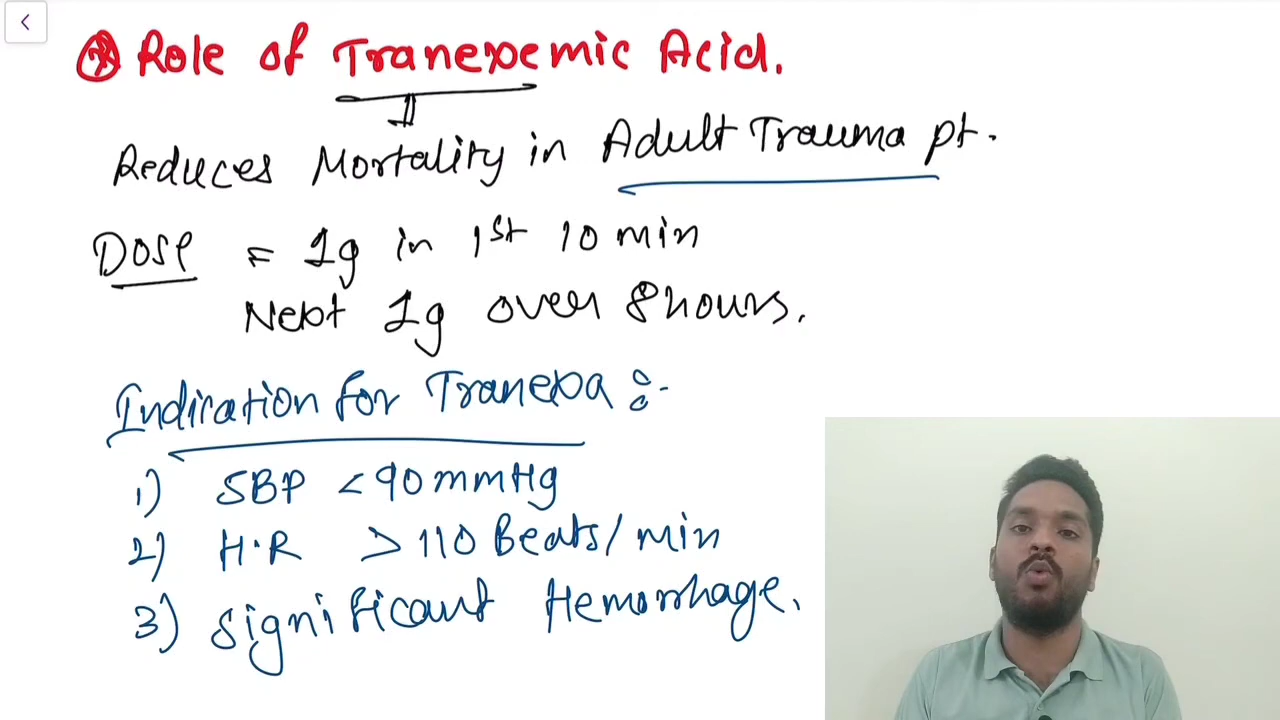 Role of Tranexemic Acid.
Reduces Mortality in Adult Trauma pt.
Dose = 1g in 1st 10 min
Next 1g over 8 hours.
Indication for Tranexa :-
1) SBP < 90 mmHg
2) H.R > 110 Beats/min
3) Significant Hemorrhage.